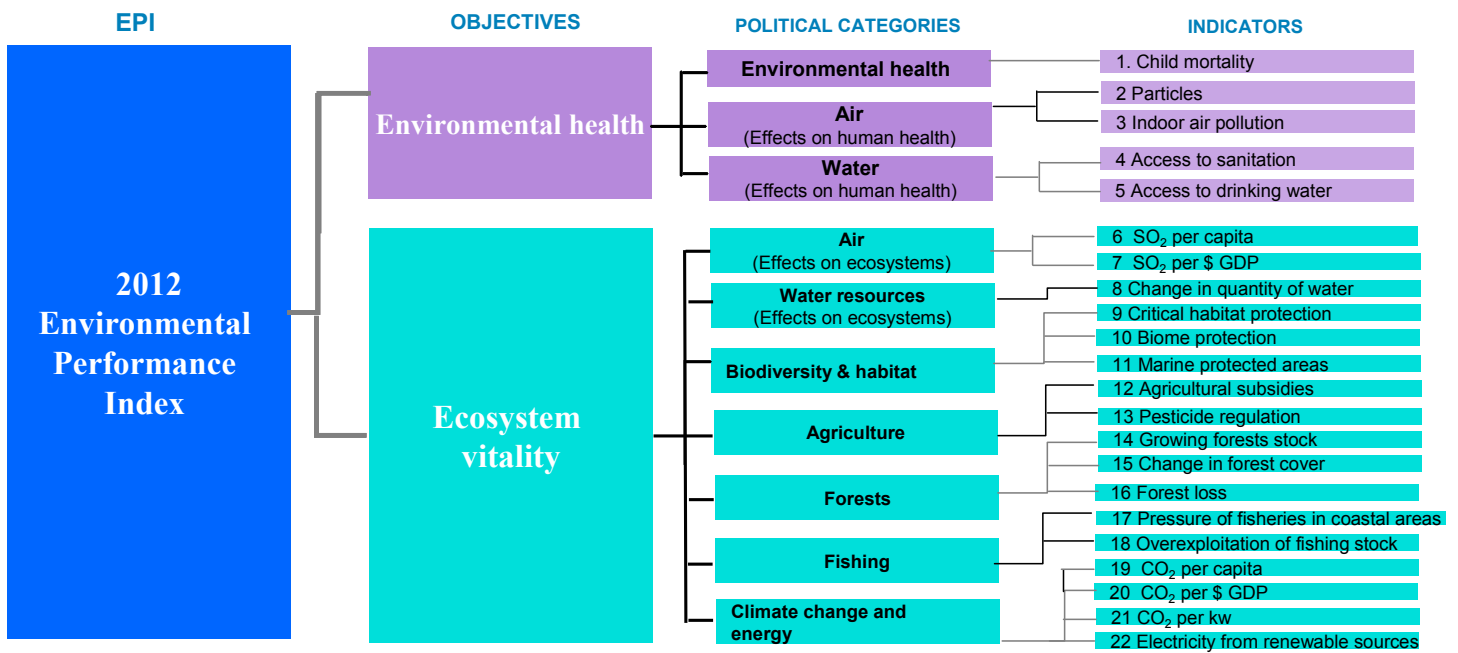 EPI
OBJECTIVES
POLITICAL CATEGORIES
INDICATORS
2012
Environmental
Performance
Index
Environmental health
Environmental health
1. Child mortality
Air
(Effects on human health)
2 Particles
3 Indoor air pollution
Water
(Effects on human health)
4 Access to sanitation
5 Access to drinking water
Ecosystem
vitality
Air
(Effects on ecosystems)
6 SO₂ per capita
7 SO₂ per $ GDP
Water resources
(Effects on ecosystems)
8 Change in quantity of water
Biodiversity & habitat
9 Critical habitat protection
10 Biome protection
11 Marine protected areas
Agriculture
12 Agricultural subsidies
13 Pesticide regulation
Forests
14 Growing forests stock
15 Change in forest cover
16 Forest loss
Fishing
17 Pressure of fisheries in coastal areas
18 Overexploitation of fishing stock
Climate change and
energy
19 CO₂ per capita
20 CO₂ per $ GDP
21 CO₂ per kw
22 Electricity from renewable sources